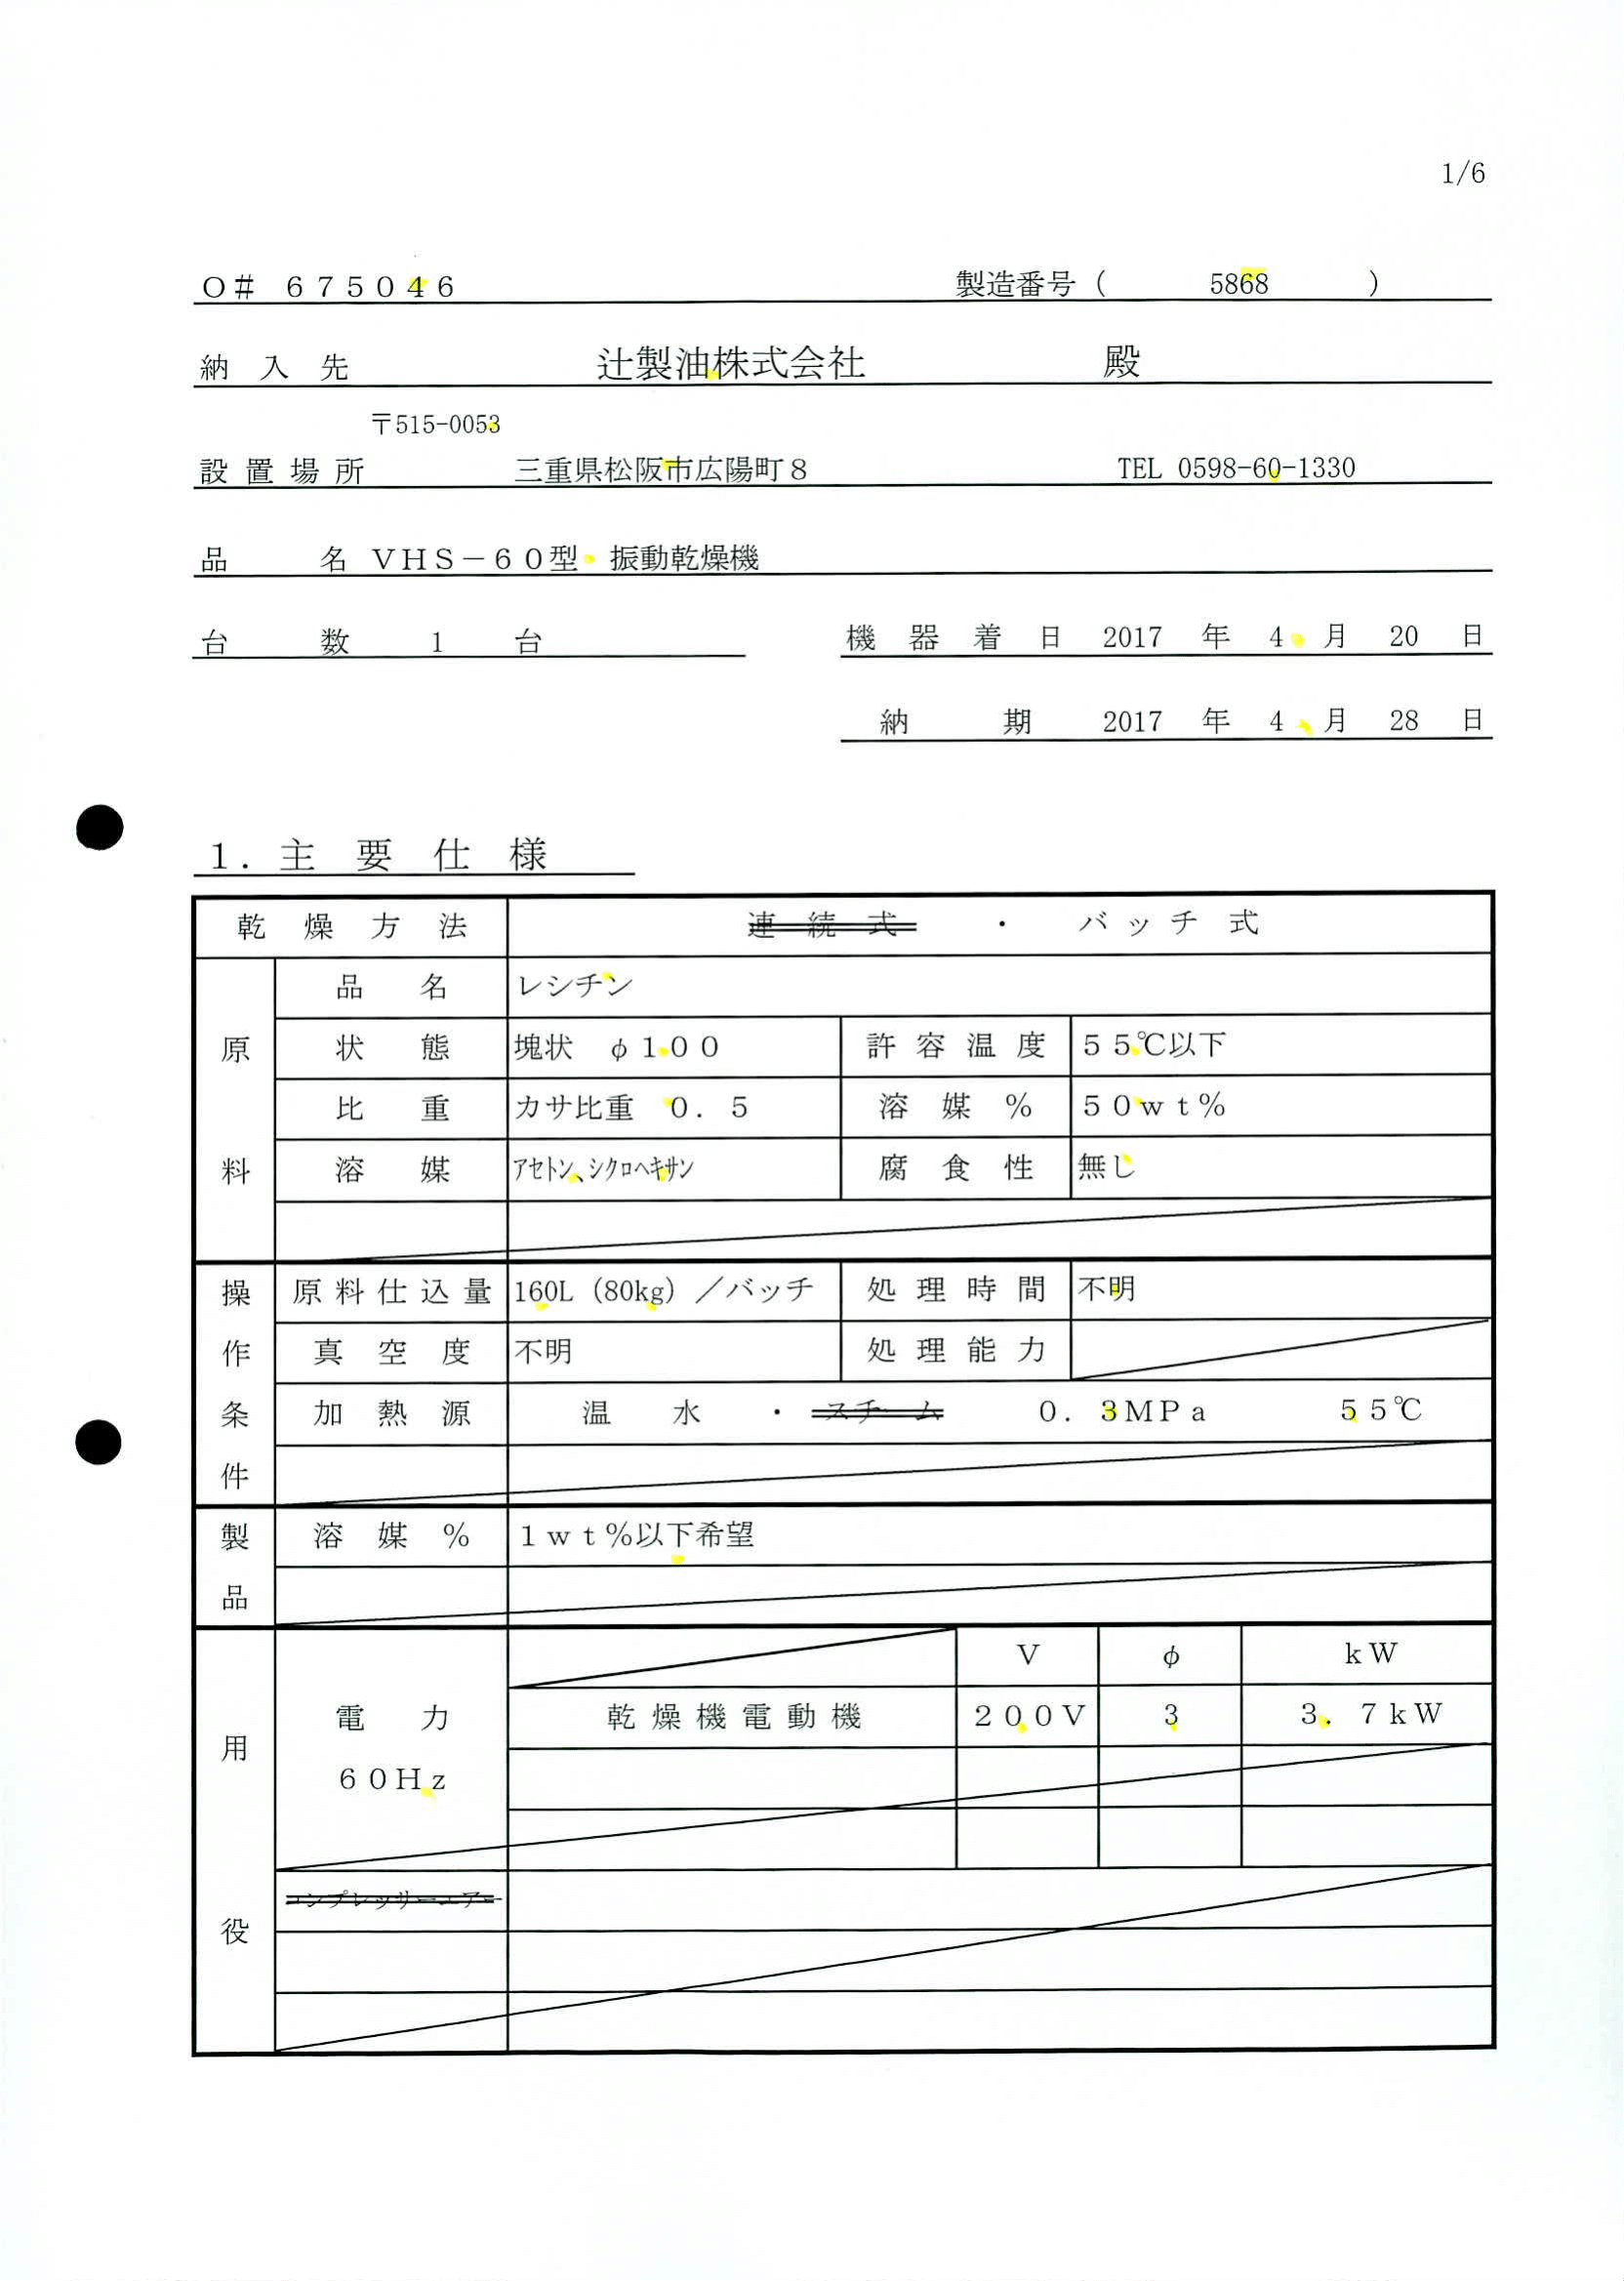 1/6
O# 675046 製造番号 ( 5868 )
納入先 辻製油株式会社 殿
〒515-0053
設置場所 三重県松阪市広陽町8 TEL 0598-60-1330
品名 VHS-60型 振動乾燥機
台数 1 台 機器着日 2017 年 4 月 20 日
納期 2017 年 4 月 28 日
1. 主要仕様
乾燥方法 連続式 ・ バッチ式
原料
品名 レシチン
状態 塊状 φ100 許容温度 55℃以下
比重 カサ比重 0.5 溶媒% 50wt%
溶媒 アセトン、シクロヘキサン 腐食性 無し
操作条件
原料仕込量 160L (80kg) /バッチ 処理時間 不明
真空度 不明 処理能力
加熱源 温水 ・ スチーム 0.3MPa 55℃
製品
溶媒% 1wt%以下希望
用役
V φ kW
電力 乾燥機電動機 200V 3 3.7kW
60Hz
コンプレッサーエアー